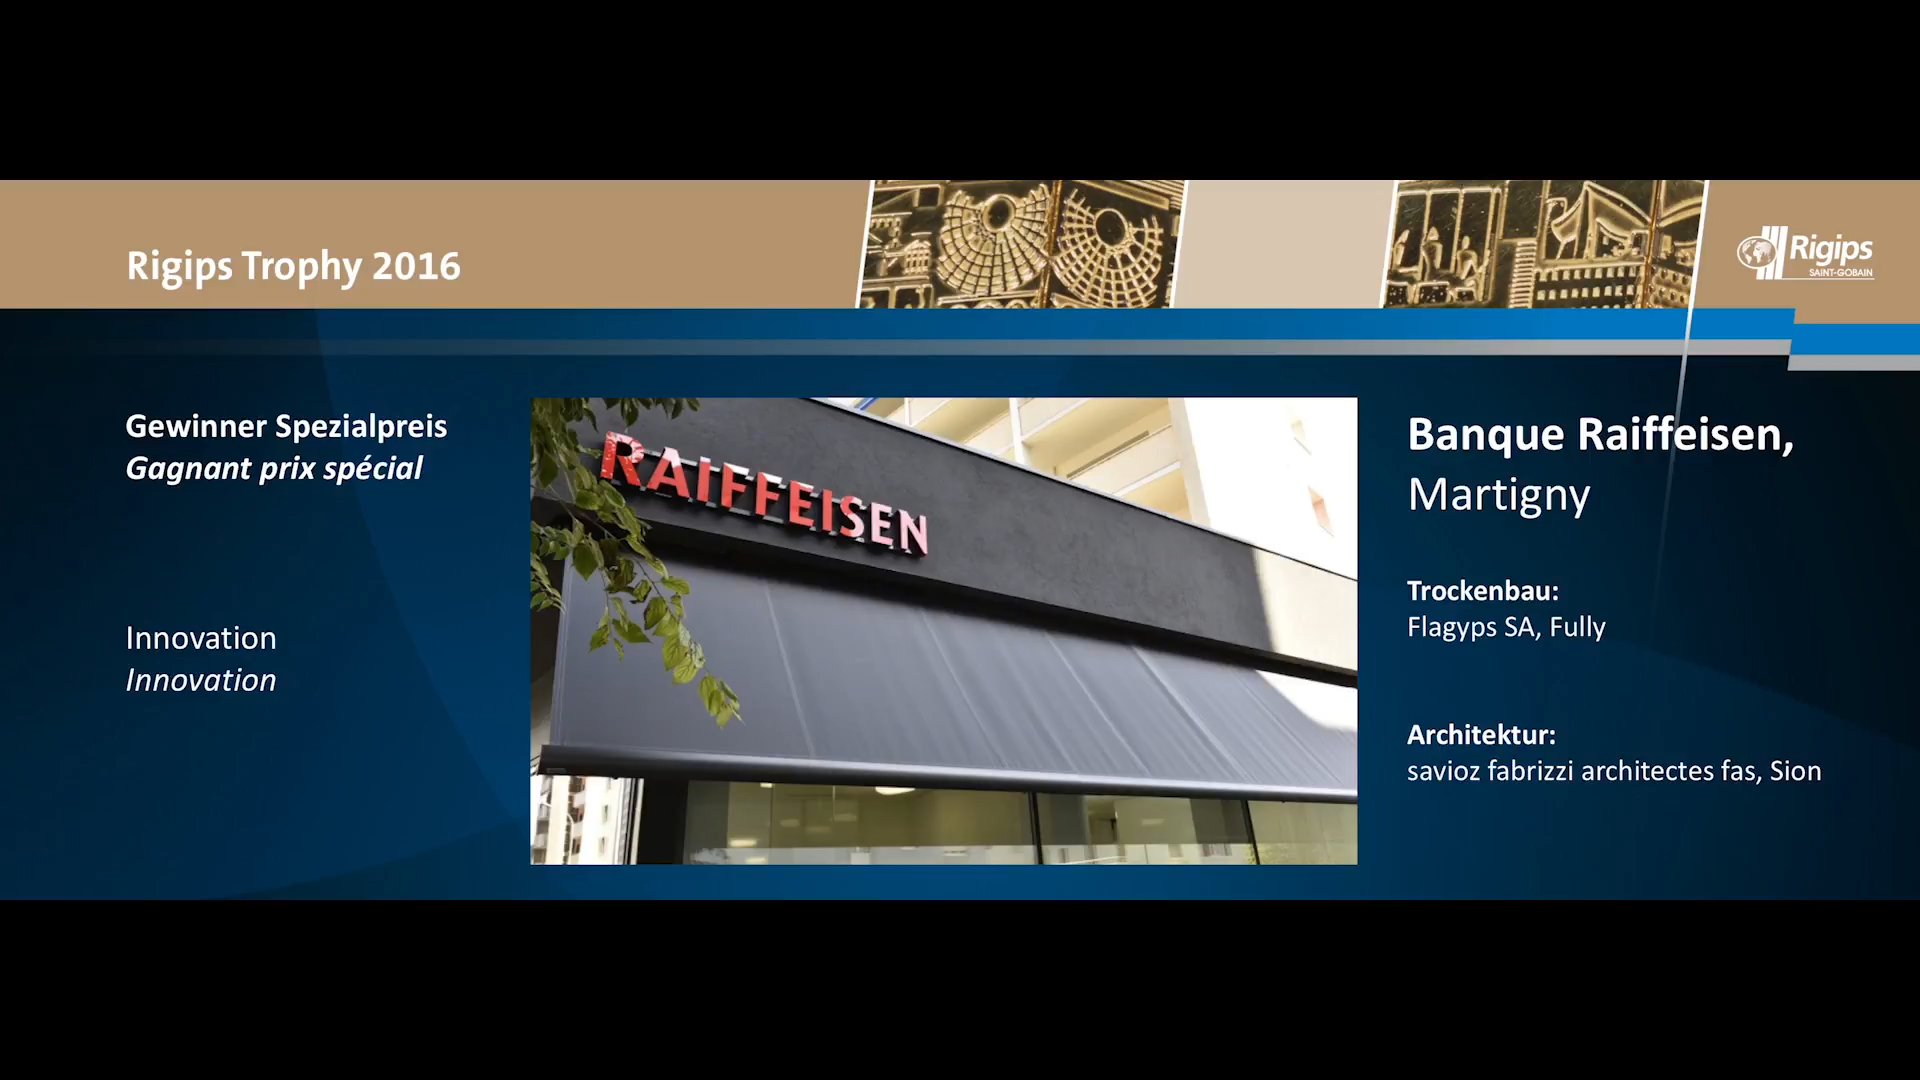 Rigips Trophy 2016
Rigips
SAINT-GOBAIN
Gewinner Spezialpreis
Gagnant prix spécial
Innovation
Innovation
RAIFFEISEN
Banque Raiffeisen,
Martigny
Trockenbau:
Flagyps SA, Fully
Architektur:
savioz fabrizzi architectes fas, Sion